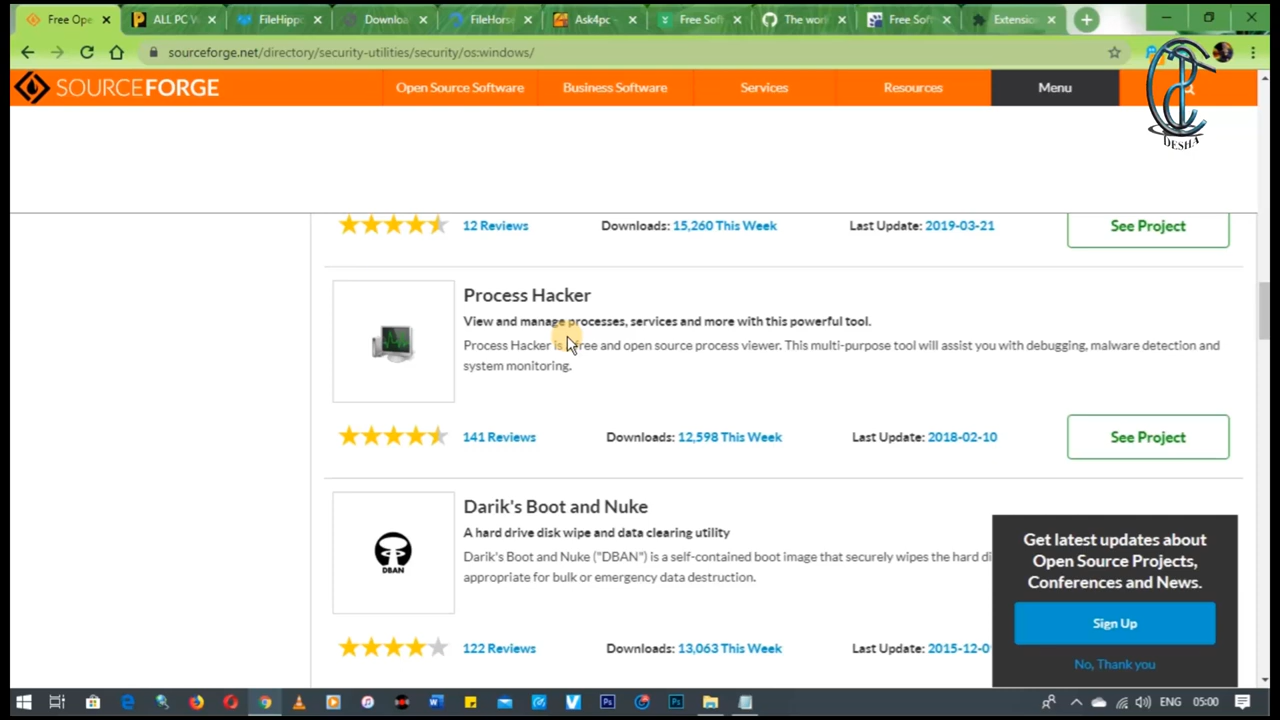 Free Ope
ALL PC
FileHipp
Downloa
FileHorse
Ask4pc -
Free Soft
The worl
Free Soft
Extension
sourceforge.net/directory/security-utilities/security/os:windows/
SOURCEFORGE
Open Source Software
Business Software
Services
Resources
Menu
DESHA
12 Reviews
Downloads: 15,260 This Week
Last Update: 2019-03-21
See Project
Process Hacker
View and manage processes, services and more with this powerful tool.
Process Hacker is a free and open source process viewer. This multi-purpose tool will assist you with debugging, malware detection and
system monitoring.
141 Reviews
Downloads: 12,598 This Week
Last Update: 2018-02-10
See Project
Darik's Boot and Nuke
A hard drive disk wipe and data clearing utility
Darik's Boot and Nuke ("DBAN") is a self-contained boot image that securely wipes the hard di
appropriate for bulk or emergency data destruction.
DBAN
122 Reviews
Downloads: 13,063 This Week
Last Update: 2015-12-0
Get latest updates about
Open Source Projects,
Conferences and News.
Sign Up
No, Thank you
ENG
05:00